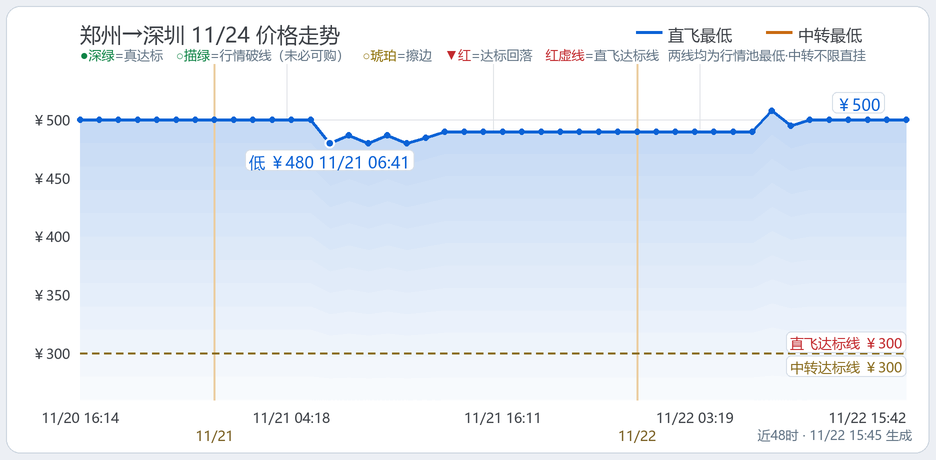 郑州→深圳 11/24 价格走势
直飞最低 中转最低
●深绿=真达标 ○描绿=行情破线（未必可购） ○琥珀=擦边 ▼红=达标回落 红虚线=直飞达标线 两线均为行情池最低·中转不限直挂
¥500
¥500
低 ¥480 11/21 06:41
¥450
¥400
¥350
直飞达标线 ¥300
¥300
中转达标线 ¥300
11/20 16:14 11/21 04:18 11/21 16:11 11/22 03:19 11/22 15:42
11/21 11/22 近48时 · 11/22 15:45 生成